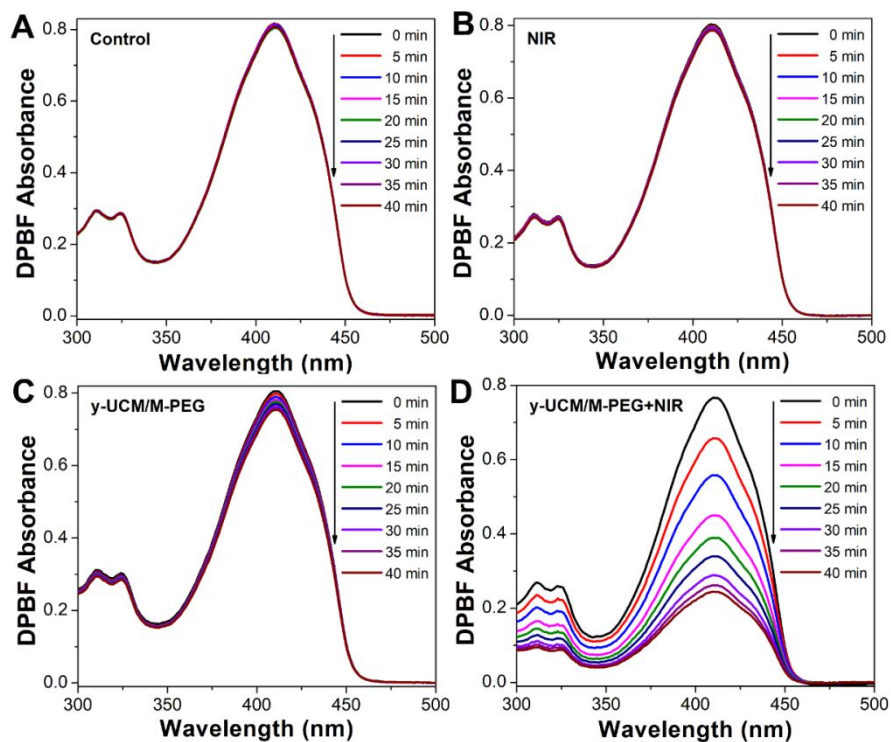 A
Control
0.8
0.6
0.4
0.2
0.0
DPBF Absorbance
300 350 400 450 500
Wavelength (nm)
0 min
5 min
10 min
15 min
20 min
25 min
30 min
35 min
40 min
B
NIR
0.8
0.6
0.4
0.2
0.0
DPBF Absorbance
300 350 400 450 500
Wavelength (nm)
0 min
5 min
10 min
15 min
20 min
25 min
30 min
35 min
40 min
C
y-UCM/M-PEG
0.8
0.6
0.4
0.2
0.0
DPBF Absorbance
300 350 400 450 500
Wavelength (nm)
0 min
5 min
10 min
15 min
20 min
25 min
30 min
35 min
40 min
D
y-UCM/M-PEG+NIR
0.8
0.6
0.4
0.2
0.0
DPBF Absorbance
300 350 400 450 500
Wavelength (nm)
0 min
5 min
10 min
15 min
20 min
25 min
30 min
35 min
40 min